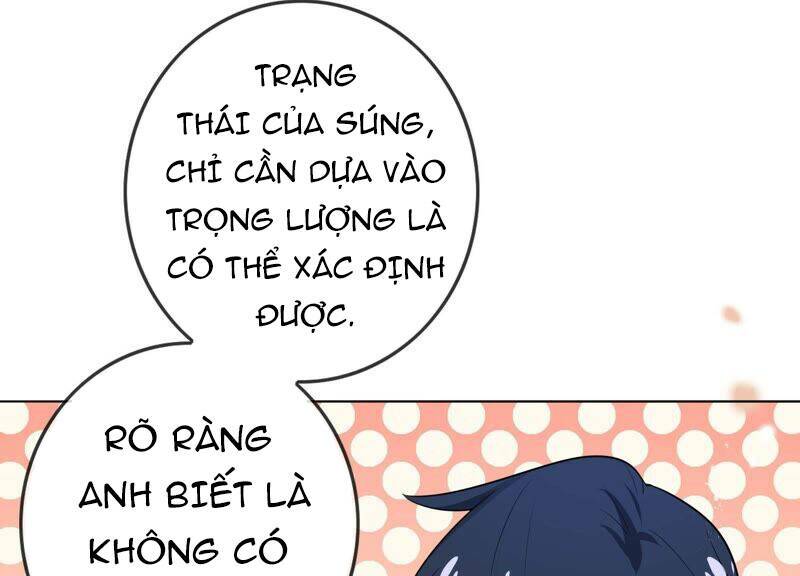 TRẠNG
THÁI CỦA SÚNG,
CHỈ CẦN DỰA VÀO
TRỌNG LƯỢNG LÀ
CÓ THỂ XÁC ĐỊNH
ĐƯỢC.
RÕ RÀNG
ANH BIẾT LÀ
KHÔNG CÓ